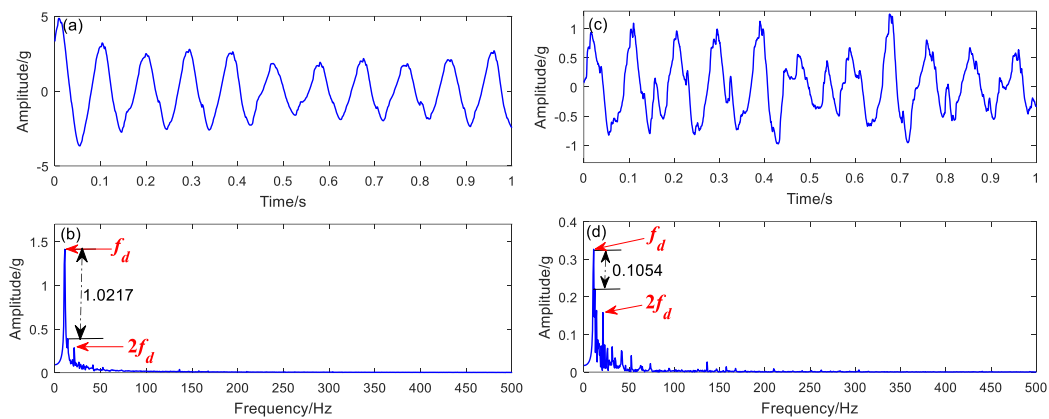 (a)
Amplitude/g
5
0
-5
0 0.1 0.2 0.3 0.4 0.5 0.6 0.7 0.8 0.9 1
Time/s
(c)
Amplitude/g
1
0.5
0
-0.5
-1
0 0.1 0.2 0.3 0.4 0.5 0.6 0.7 0.8 0.9 1
Time/s
(b)
Amplitude/g
1.5
1
0.5
0
f_d
1.0217
2f_d
0 50 100 150 200 250 300 350 400 450 500
Frequency/Hz
(d)
Amplitude/g
0.4
0.3
0.2
0.1
0
f_d
0.1054
2f_d
0 50 100 150 200 250 300 350 400 450 500
Frequency/Hz